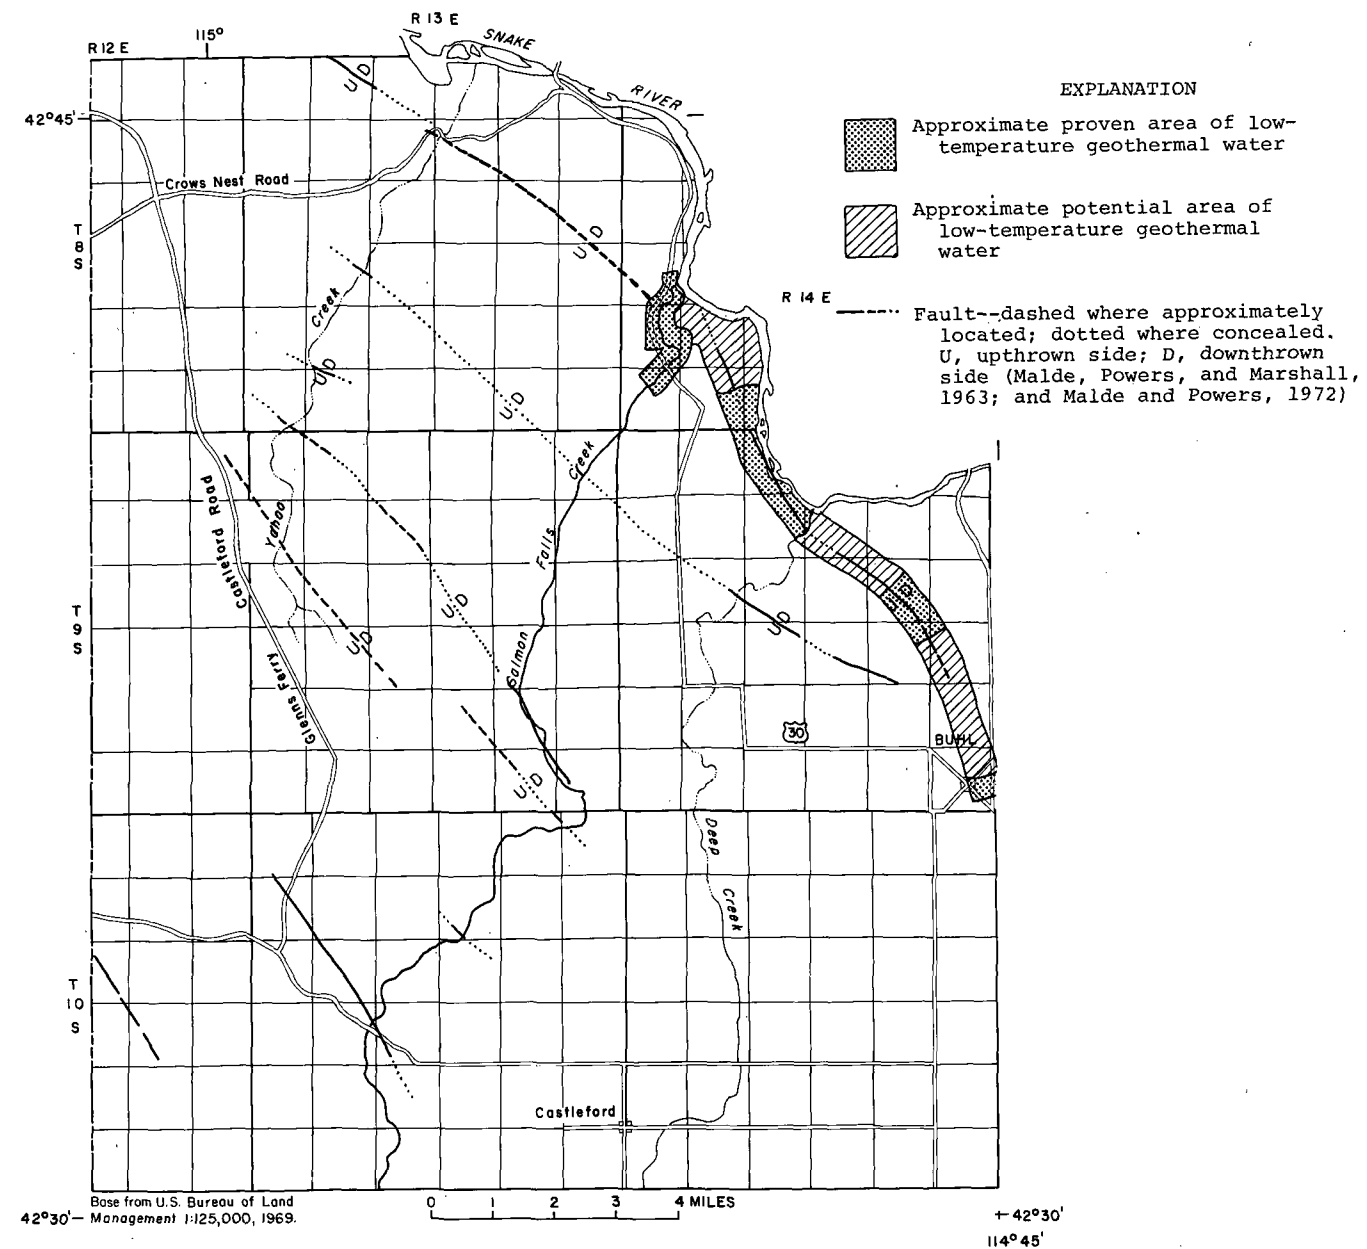 R 13 E
115°
R 12 E
SNAKE
RIVER
U D
42°45'
Crows Nest Road
T
8
S
U D
Creek
U D
U D
R 14 E
Creek
Castleford Road
Yahoo
Falls
U D
U D
U D
T
9
S
Salmon
Glenns Ferry
30
BUHL
U D
Deep
Creek
T
10
S
Castleford
Base from U.S. Bureau of Land
Management 1:125,000, 1969.
42°30'
0 1 2 3 4 MILES
42°30'
114°45'
EXPLANATION
Approximate proven area of low-
temperature geothermal water
Approximate potential area of
low-temperature geothermal
water
Fault--dashed where approximately
located; dotted where concealed.
U, upthrown side; D, downthrown
side (Malde, Powers, and Marshall,
1963; and Malde and Powers, 1972)